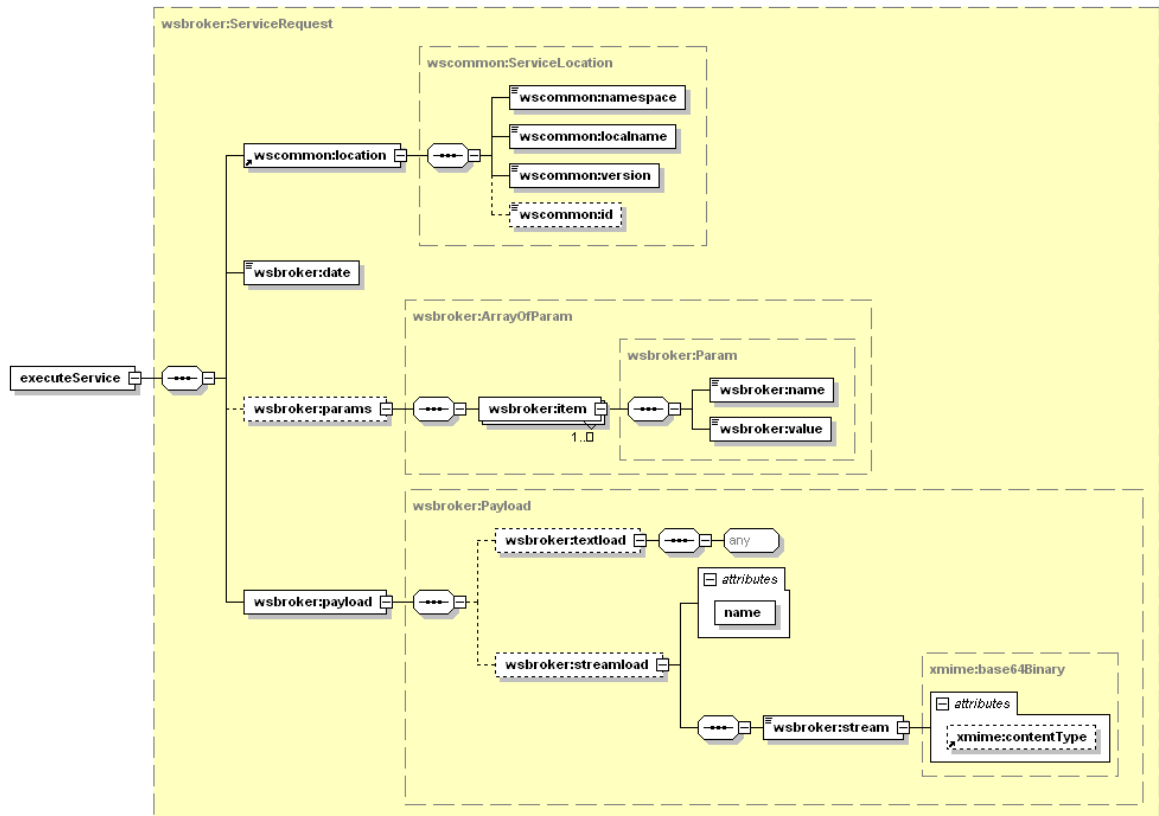 wsbroker:ServiceRequest
wscommon:ServiceLocation
wscommon:namespace
wscommon:localname
wscommon:location
wscommon:version
wscommon:id
wsbroker:date
wsbroker:ArrayOfParam
wsbroker:Param
executeService
wsbroker:name
wsbroker:params
wsbroker:item
wsbroker:value
1..
wsbroker:Payload
wsbroker:textload
any
attributes
wsbroker:payload
name
wsbroker:streamload
xmime:base64Binary
attributes
wsbroker:stream
xmime:contentType